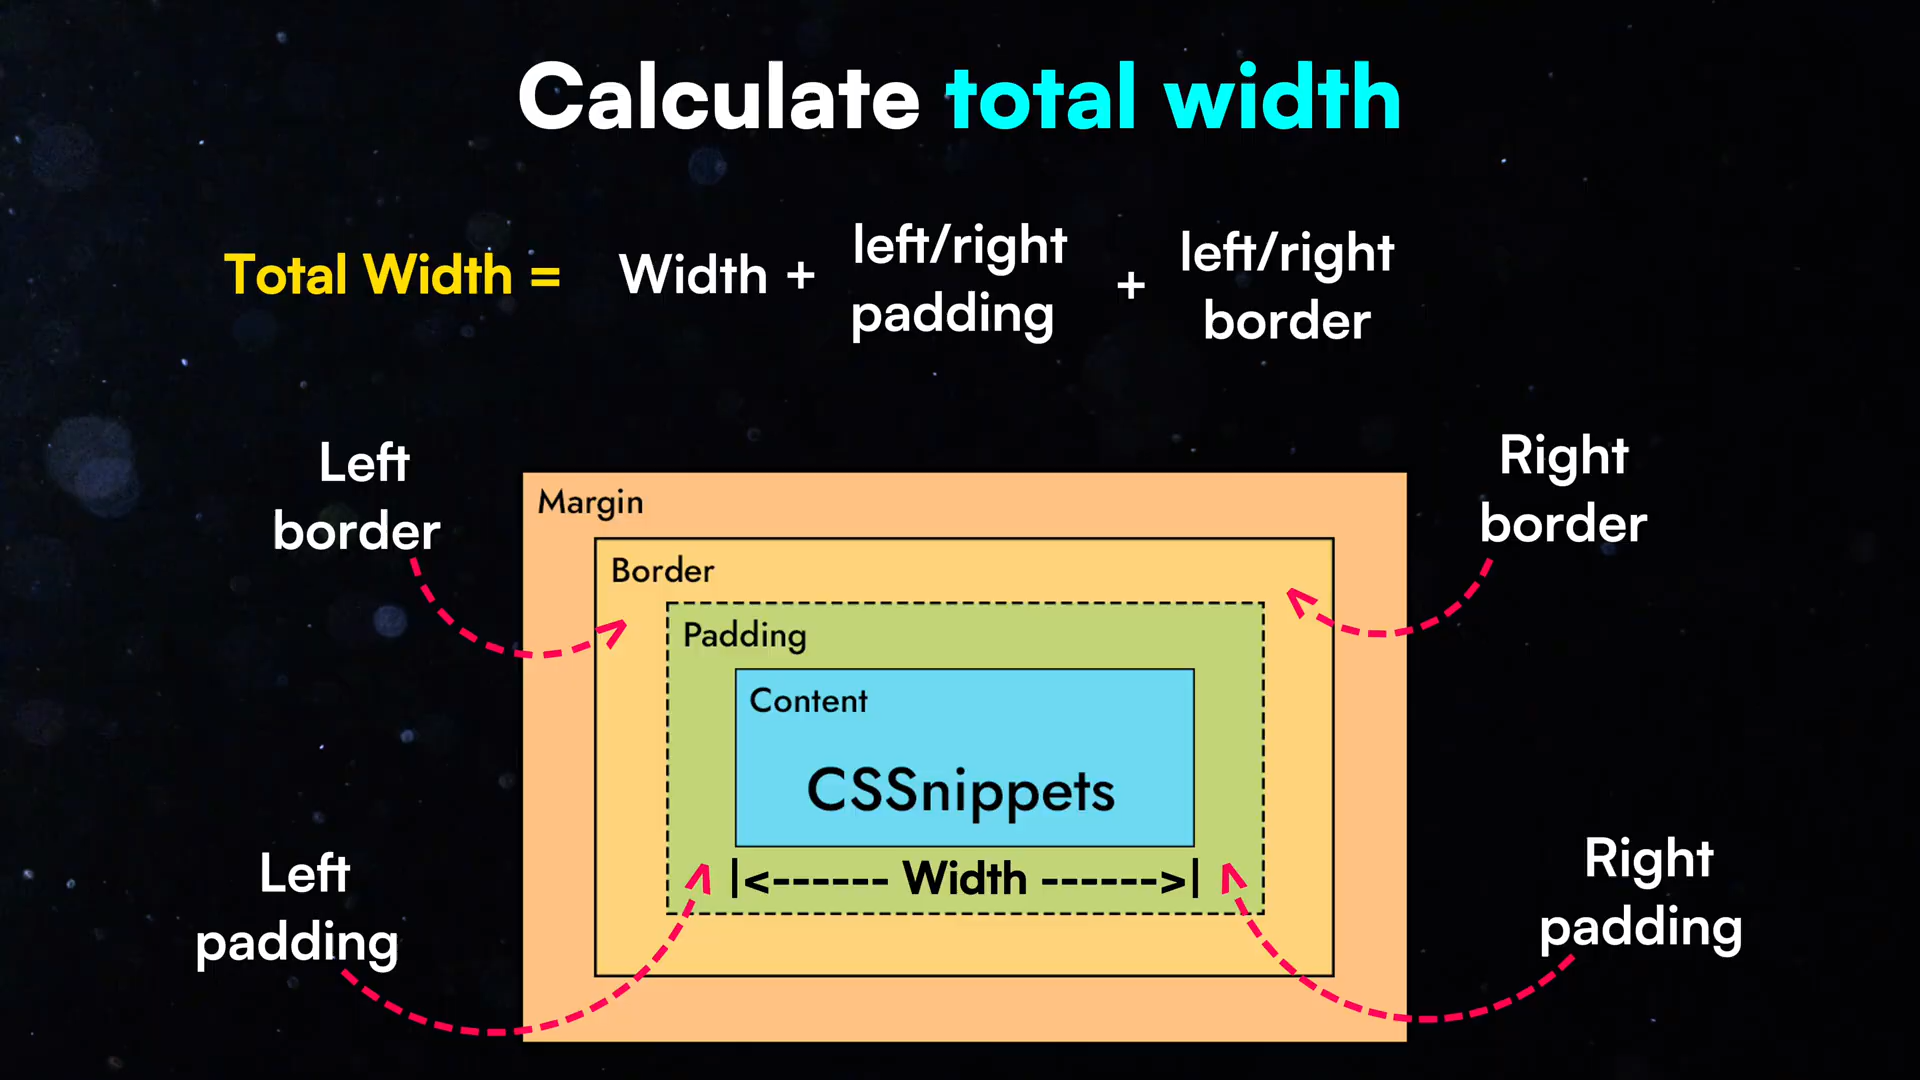 Calculate total width
Total Width = Width + left/right padding + left/right border
Left border
Right border
Margin
Border
Padding
Content
CSSnippets
|<------ Width ------>|
Left padding
Right padding